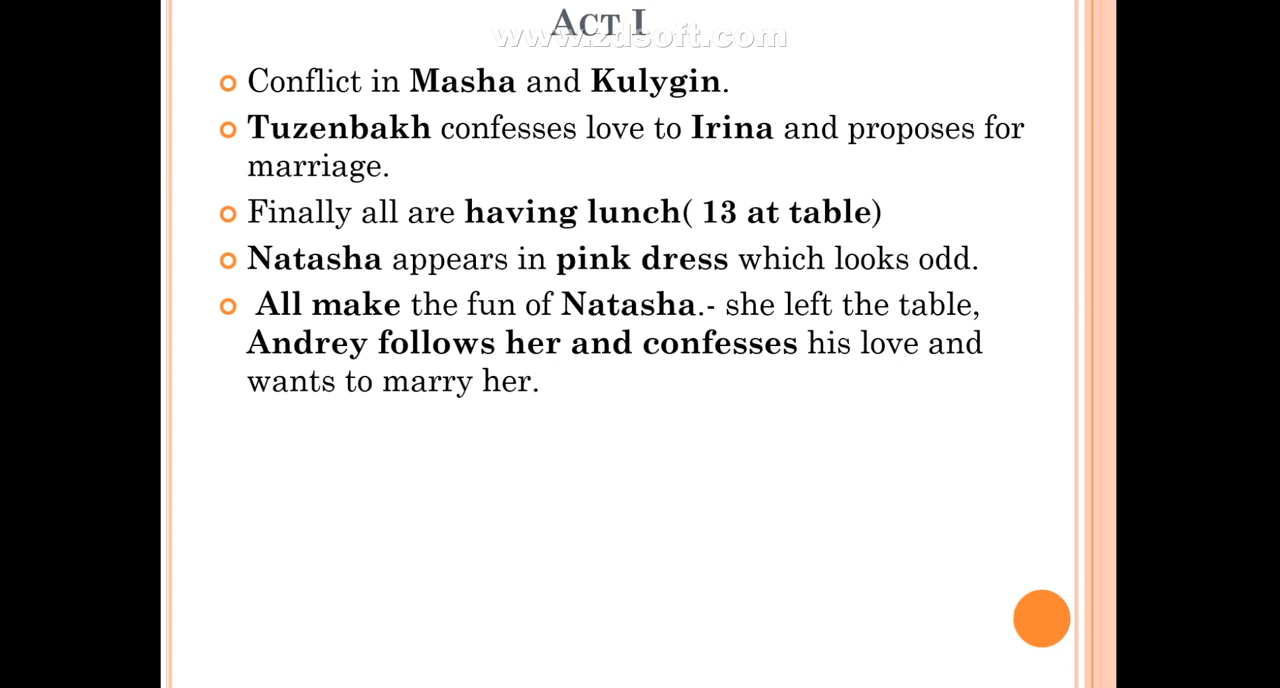 ACT I
www.zdsoft.com
Conflict in Masha and Kulygin.
Tuzenbakh confesses love to Irina and proposes for
marriage.
Finally all are having lunch( 13 at table)
Natasha appears in pink dress which looks odd.
All make the fun of Natasha.- she left the table,
Andrey follows her and confesses his love and
wants to marry her.